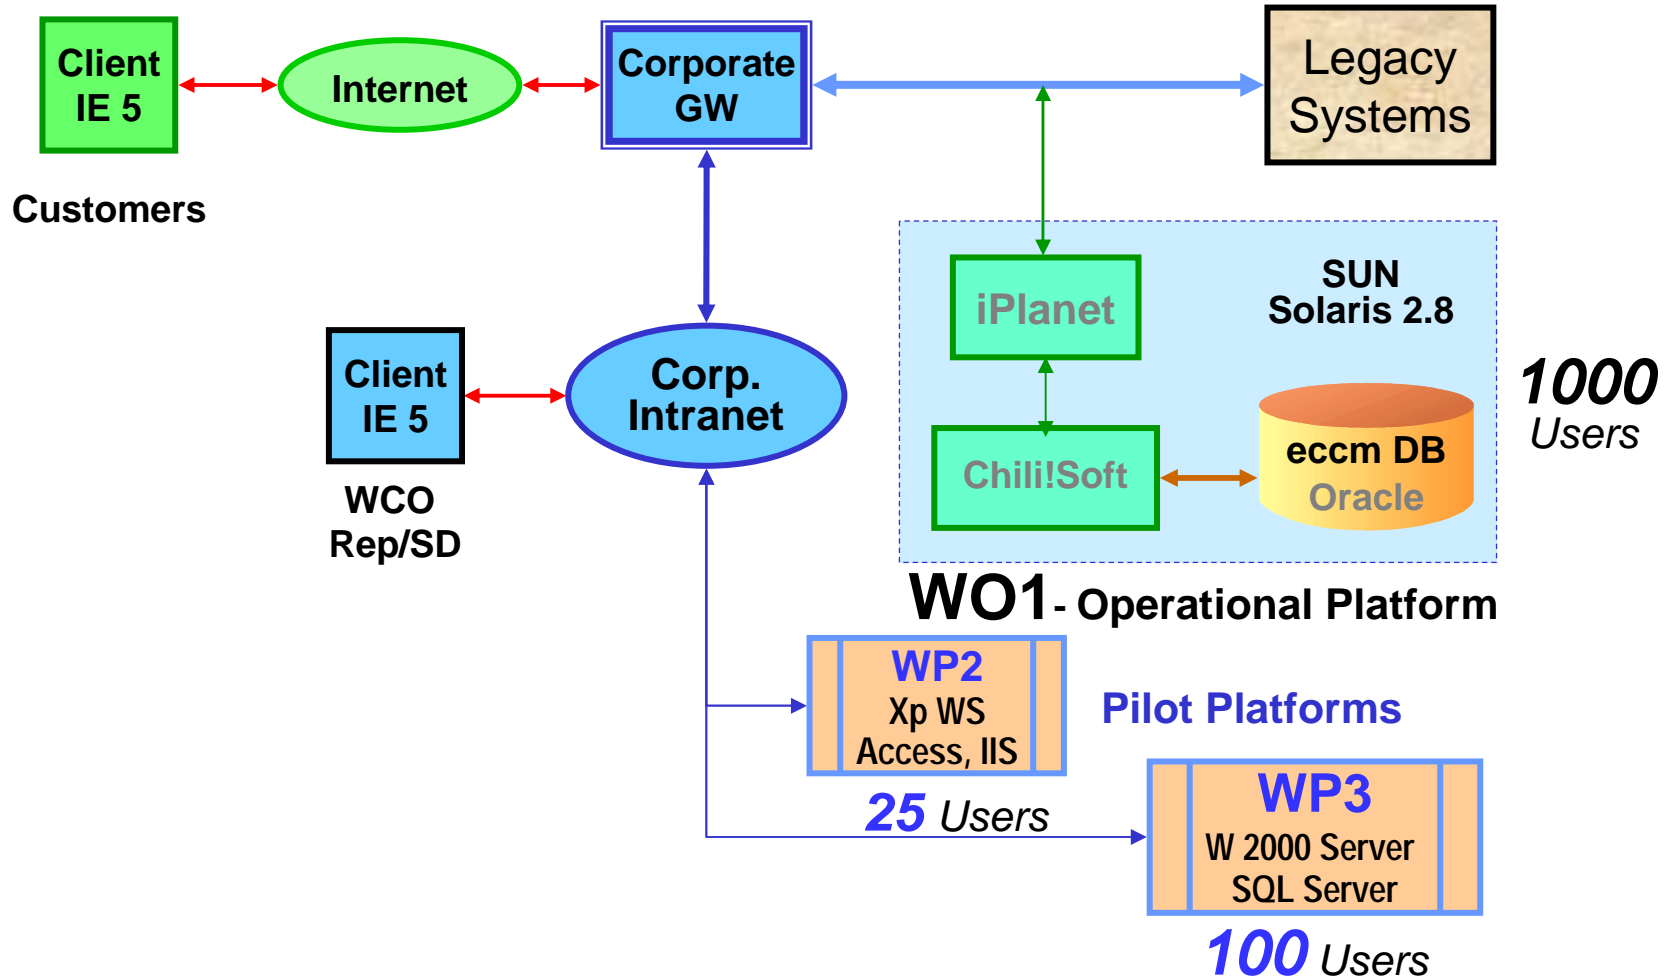 Client
IE 5
Customers
Internet
Corporate
GW
Legacy
Systems
iPlanet
SUN
Solaris 2.8
Chili!Soft
eccm DB
Oracle
1000
Users
WO1- Operational Platform
Client
IE 5
WCO
Rep/SD
Corp.
Intranet
WP2
Xp WS
Access, IIS
25 Users
Pilot Platforms
WP3
W 2000 Server
SQL Server
100 Users